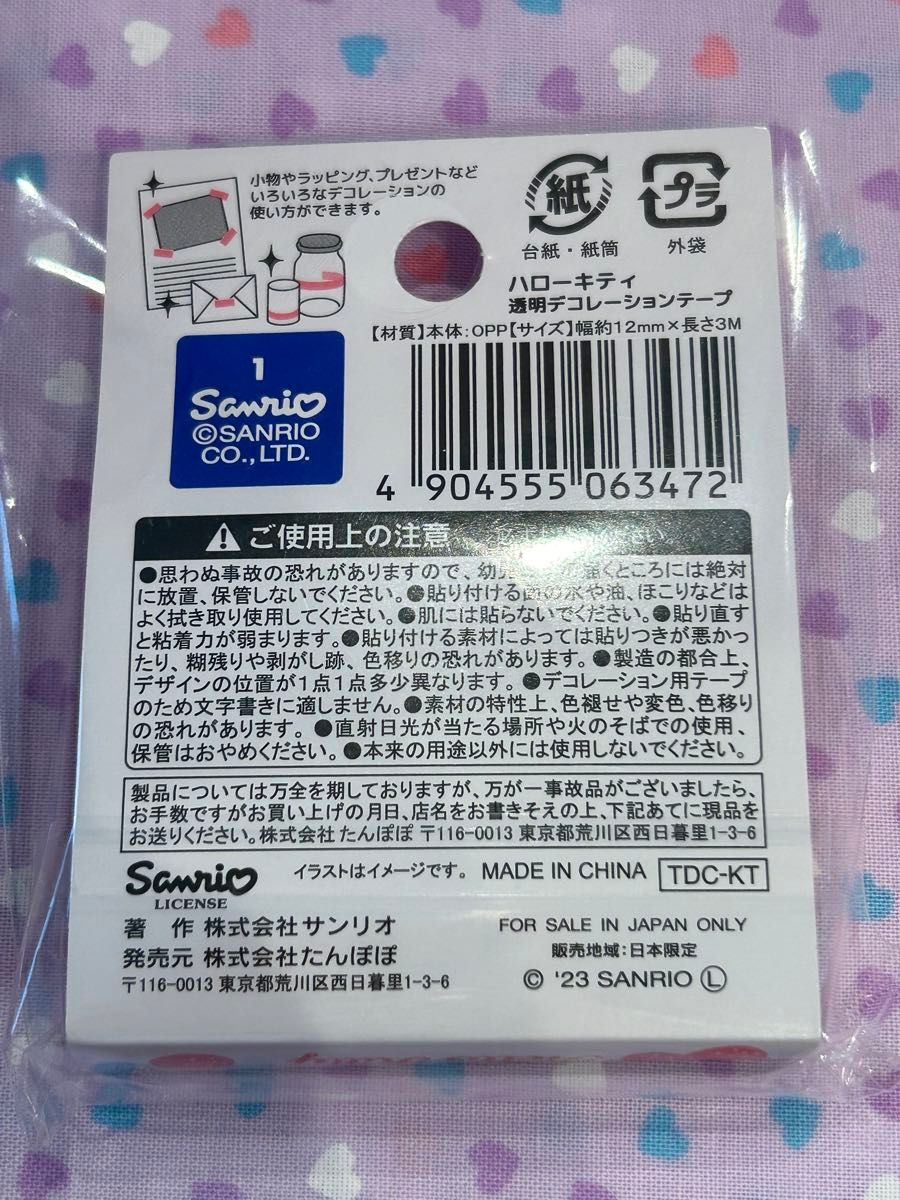 小物やラッピング、プレゼントなど
いろいろなデコレーションの
使い方ができます。
紙
台紙・紙筒
プラ
外袋
ハローキティ
透明デコレーションテープ
【材質】本体：OPP【サイズ】幅約12mm×長さ3M
1
Sanrio
©SANRIO
CO.,LTD.
4 904555 063472
ご使用上の注意
●思わぬ事故の恐れがありますので、幼児の くところには絶対
に放置、保管しないでください。●貼り付ける の水や油、ほこりなどは
よく拭き取り使用してください。●肌には貼らないでください。●貼り直す
と粘着力が弱まります。●貼り付ける素材によっては貼りつきが悪かっ
たり、糊残りや剥がし跡、色移りの恐れがあります。●製造の都合上、
デザインの位置が1点1点多少異なります。●デコレーション用テープ
のため文字書きに適しません。●素材の特性上、色褪せや変色、色移り
の恐れがあります。●直射日光が当たる場所や火のそばでの使用、
保管はおやめください。●本来の用途以外には使用しないでください。
製品については万全を期しておりますが、万が一事故品がございましたら、
お手数ですがお買い上げの月日、店名をお書きそえの上、下記あてに現品を
お送りください。株式会社たんぽぽ 〒116-0013 東京都荒川区西日暮里1-3-6
Sanrio
LICENSE
イラストはイメージです。 MADE IN CHINA TDC-KT
著 作 株式会社サンリオ
発売元 株式会社たんぽぽ
〒116-0013 東京都荒川区西日暮里1-3-6
FOR SALE IN JAPAN ONLY
販売地域：日本限定
© '23 SANRIO Ⓛ